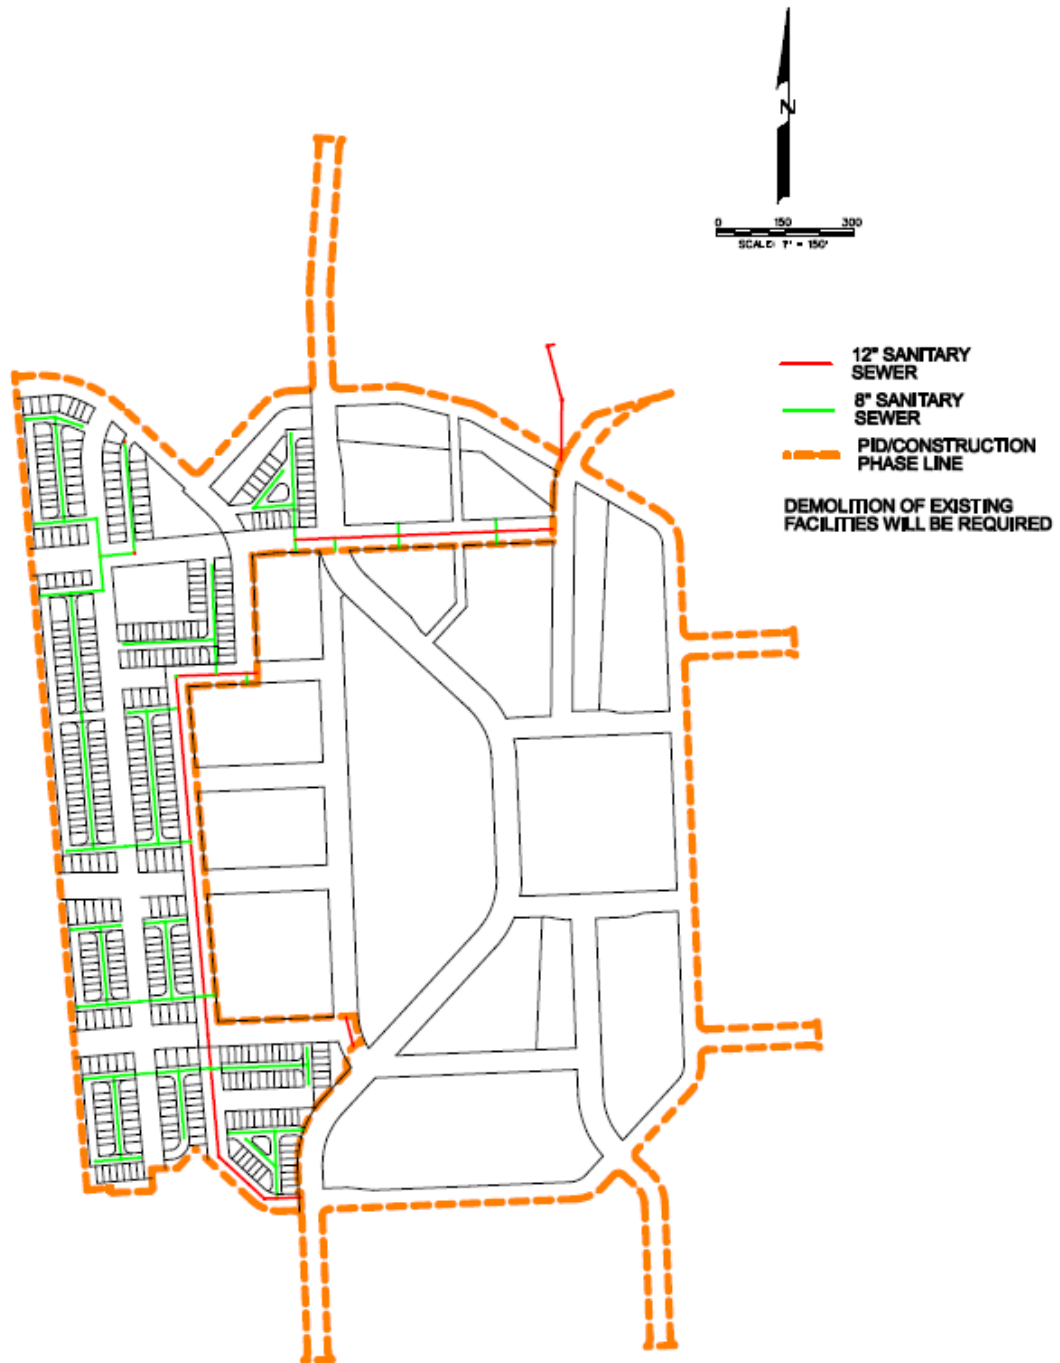 N
0 150 300
SCALE: 1" = 150'
12" SANITARY
SEWER
8" SANITARY
SEWER
PID/CONSTRUCTION
PHASE LINE
DEMOLITION OF EXISTING
FACILITIES WILL BE REQUIRED